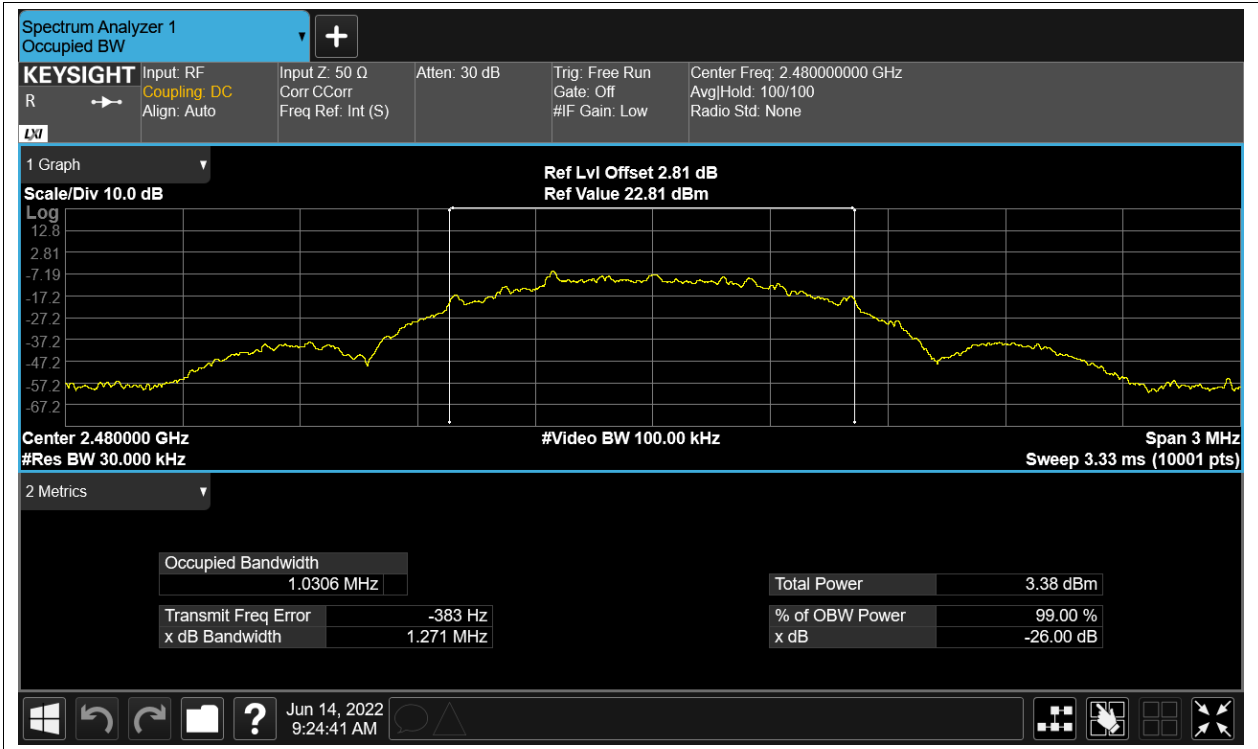 Spectrum Analyzer 1
Occupied BW
KEYSIGHT
R
LXI
Input: RF
Coupling: DC
Align: Auto
Input Z: 50 Ω
Corr CCorr
Freq Ref: Int (S)
Atten: 30 dB
Trig: Free Run
Gate: Off
#IF Gain: Low
Center Freq: 2.480000000 GHz
Avg|Hold: 100/100
Radio Std: None
1 Graph
Scale/Div 10.0 dB
Ref Lvl Offset 2.81 dB
Ref Value 22.81 dBm
Log
12.8
2.81
-7.19
-17.2
-27.2
-37.2
-47.2
-57.2
-67.2
Center 2.480000 GHz
#Res BW 30.000 kHz
#Video BW 100.00 kHz
Span 3 MHz
Sweep 3.33 ms (10001 pts)
2 Metrics
Occupied Bandwidth
1.0306 MHz
Transmit Freq Error -383 Hz
x dB Bandwidth 1.271 MHz
Total Power 3.38 dBm
% of OBW Power 99.00 %
x dB -26.00 dB
?
Jun 14, 2022
9:24:41 AM